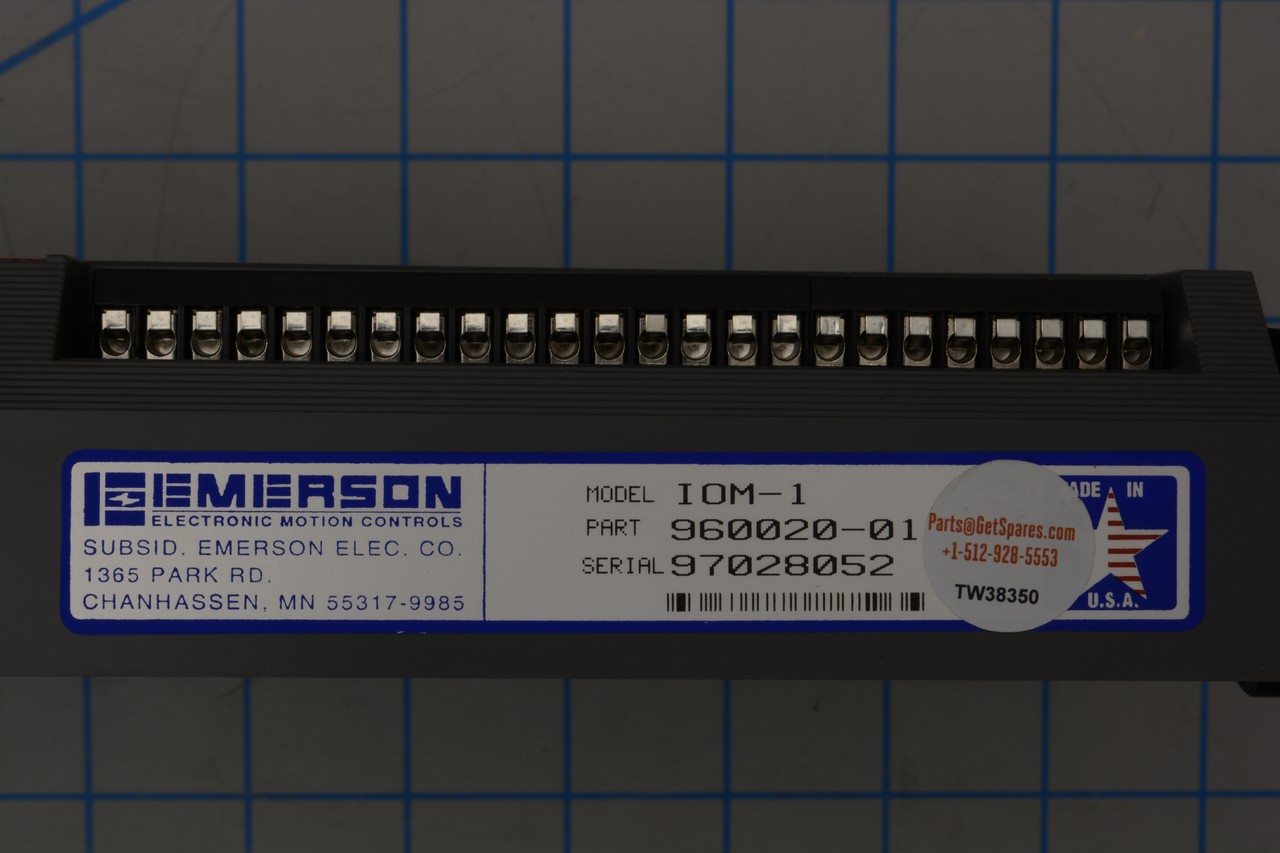 EMERSON
ELECTRONIC MOTION CONTROLS
SUBSID. EMERSON ELEC. CO.
1365 PARK RD.
CHANHASSEN, MN 55317-9985
MODEL IOM-1
PART 960020-01
SERIAL 97028052
Parts@GetSpares.com
+1-512-928-5553
TW38350
ADE IN
U.S.A.